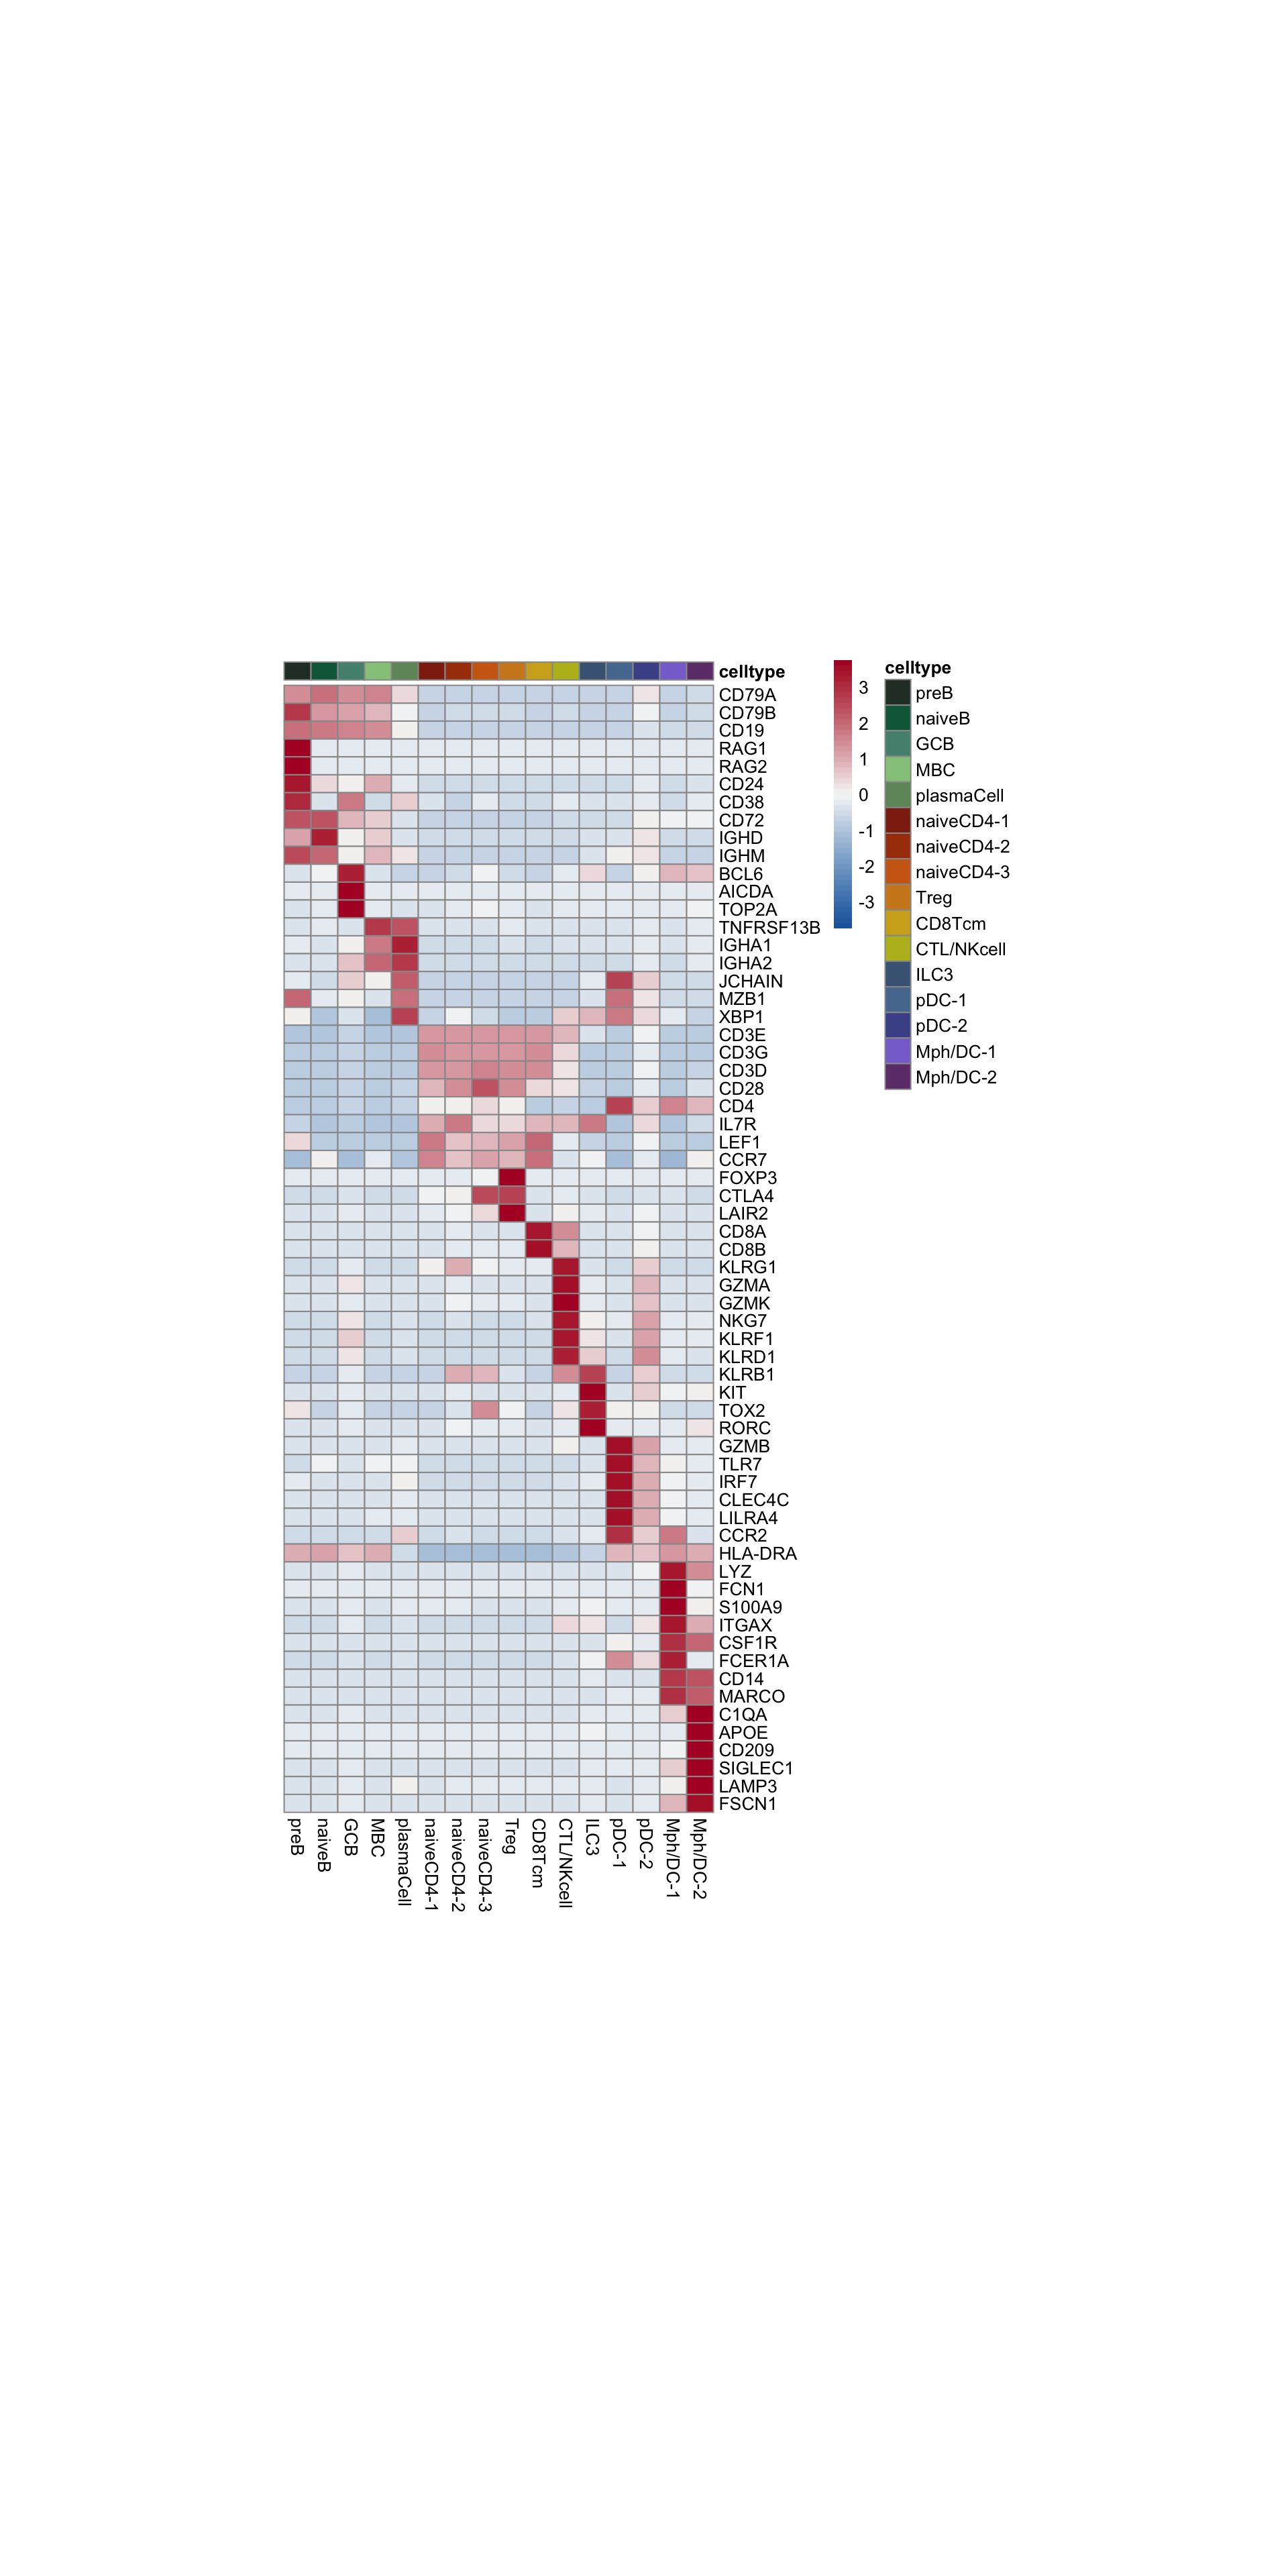 celltype
CD79A
CD79B
CD19
RAG1
RAG2
CD24
CD38
CD72
IGHD
IGHM
BCL6
AICDA
TOP2A
TNFRSF13B
IGHA1
IGHA2
JCHAIN
MZB1
XBP1
CD3E
CD3G
CD3D
CD28
CD4
IL7R
LEF1
CCR7
FOXP3
CTLA4
LAIR2
CD8A
CD8B
KLRG1
GZMA
GZMK
NKG7
KLRF1
KLRD1
KLRB1
KIT
TOX2
RORC
GZMB
TLR7
IRF7
CLEC4C
LILRA4
CCR2
HLA-DRA
LYZ
FCN1
S100A9
ITGAX
CSF1R
FCER1A
CD14
MARCO
C1QA
APOE
CD209
SIGLEC1
LAMP3
FSCN1
preB
naiveB
GCB
MBC
plasmaCell
naiveCD4-1
naiveCD4-2
naiveCD4-3
Treg
CD8Tcm
CTL/NKcell
ILC3
pDC-1
pDC-2
Mph/DC-1
Mph/DC-2
3
2
1
0
-1
-2
-3
celltype
preB
naiveB
GCB
MBC
plasmaCell
naiveCD4-1
naiveCD4-2
naiveCD4-3
Treg
CD8Tcm
CTL/NKcell
ILC3
pDC-1
pDC-2
Mph/DC-1
Mph/DC-2